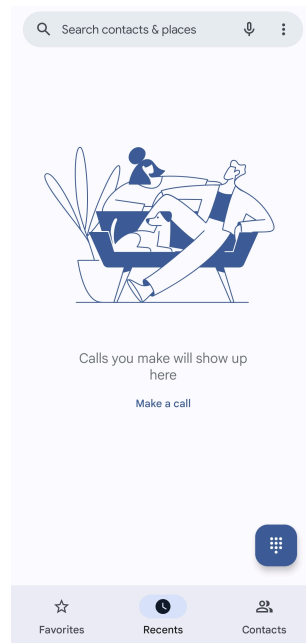 Search contacts & places
Calls you make will show up
here
Make a call
Favorites
Recents
Contacts